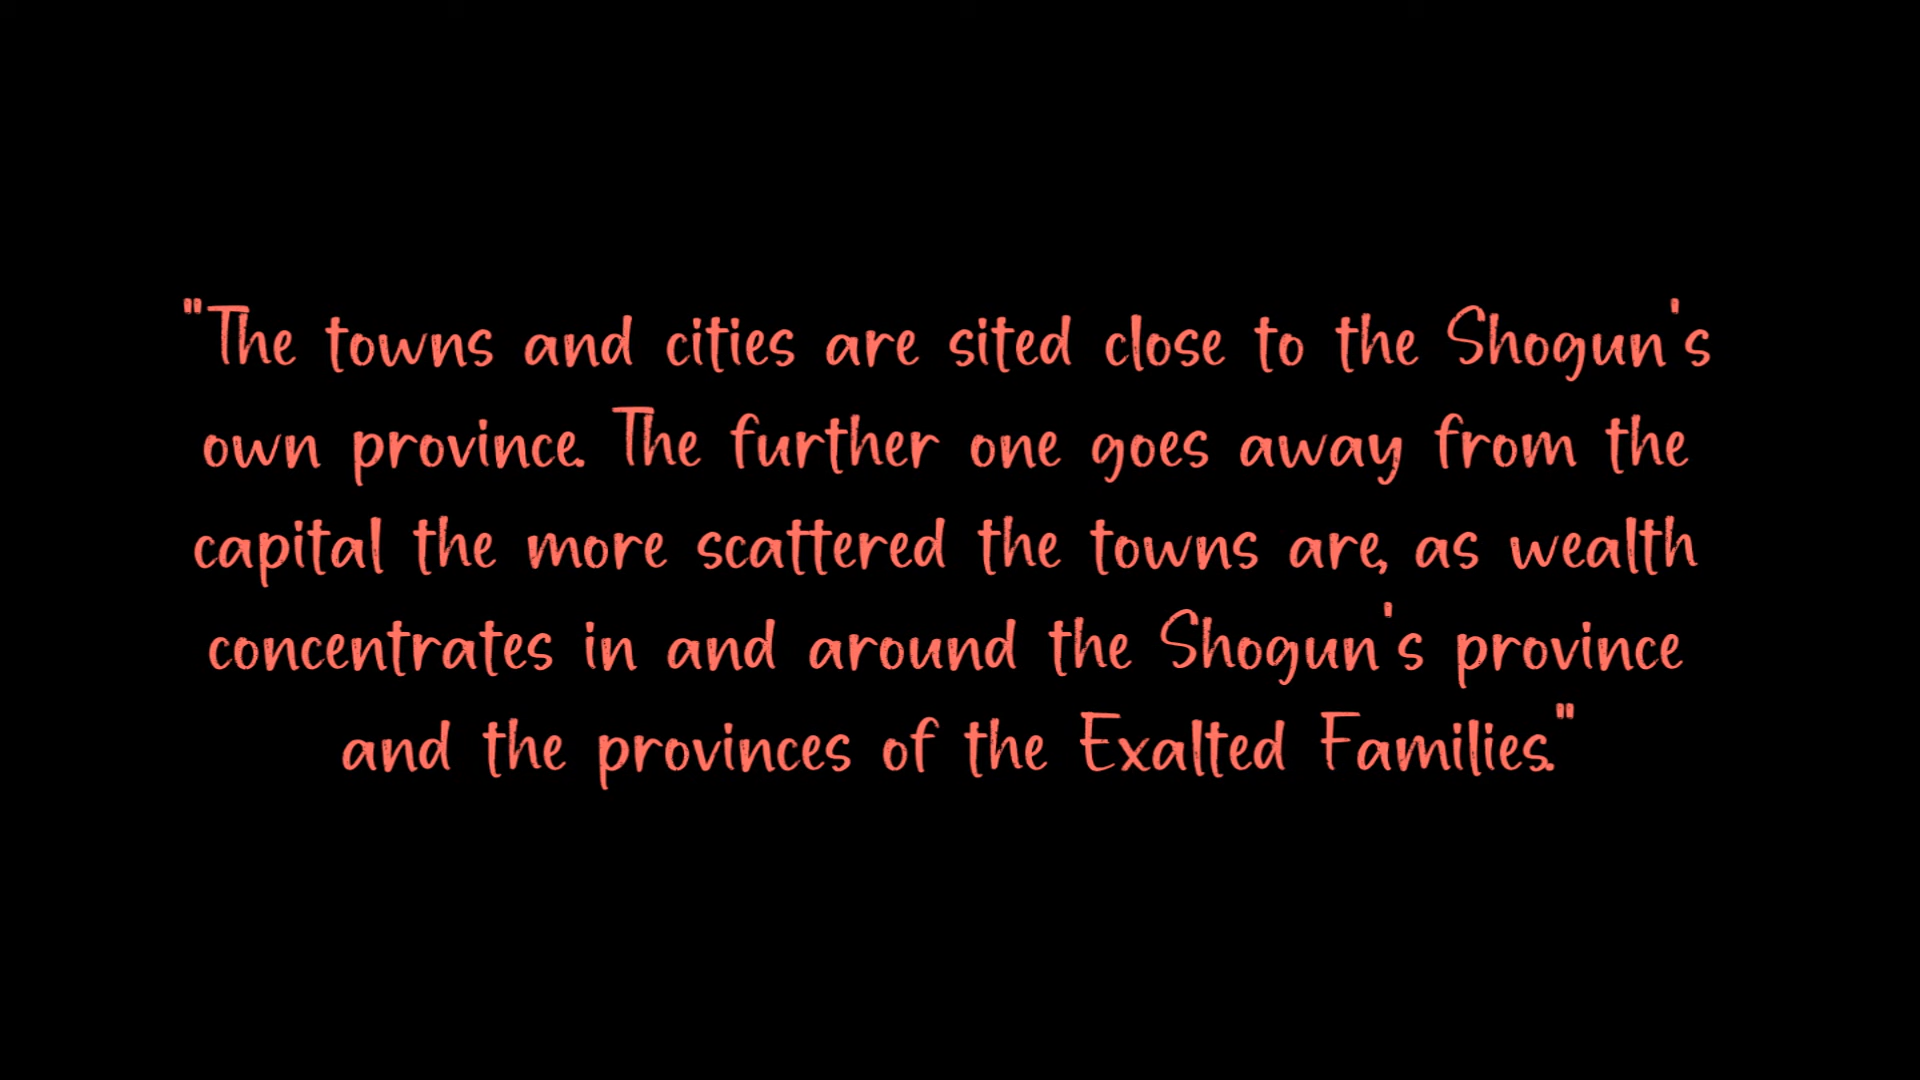 "The towns and cities are sited close to the Shogun's
own province. The further one goes away from the
capital the more scattered the towns are, as wealth
concentrates in and around the Shogun's province
and the provinces of the Exalted Families."